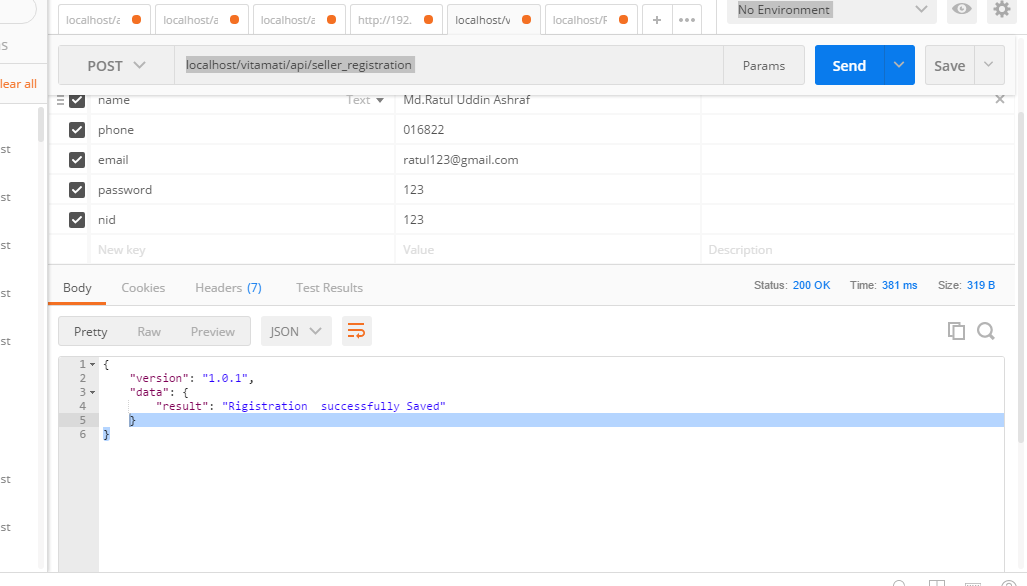 localhost/a localhost/a localhost/a http://192. localhost/v localhost/F + ••• No Environment
POST localhost/vitamati/api/seller_registration Params Send Save
lear all
name Text Md.Ratul Uddin Ashraf
phone 016822
email ratul123@gmail.com
password 123
nid 123
New key Value Description
st
st
st
st
st
st
st
Body Cookies Headers (7) Test Results Status: 200 OK Time: 381 ms Size: 319 B
Pretty Raw Preview JSON
1 {
2 "version": "1.0.1",
3 "data": {
4 "result": "Rigistration  successfully Saved"
5 }
6 }